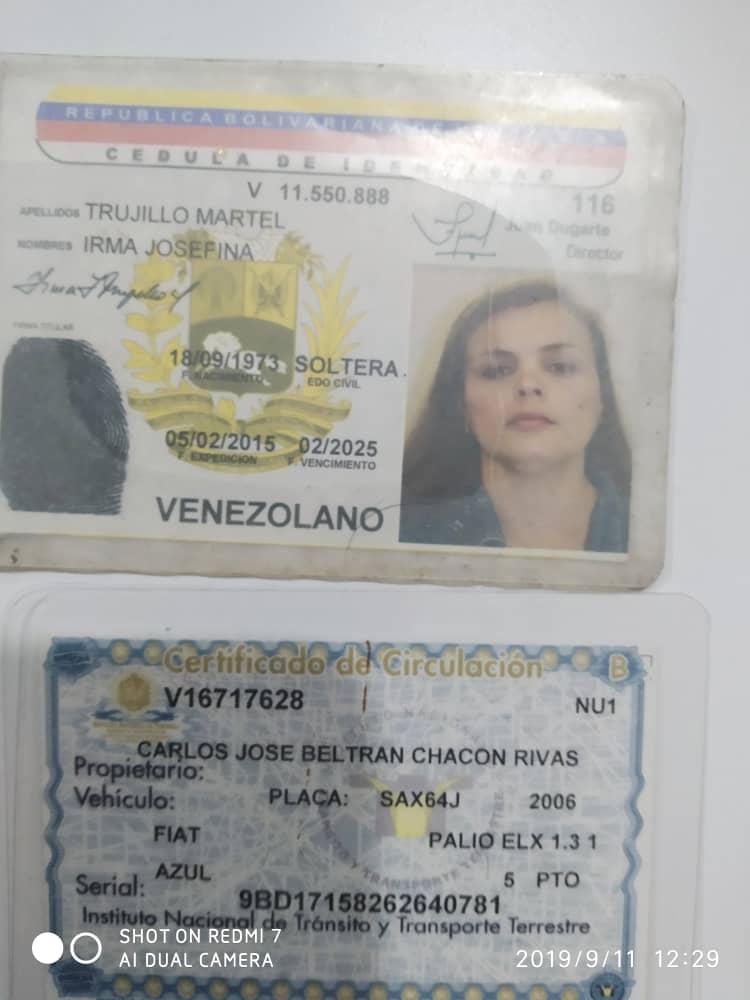 REPUBLICA BOLIVARIANA DE
CEDULA DE IDENTIDAD
V 11.550.888
116
APELLIDOS TRUJILLO MARTEL
Juan Dugarte
NOMBRES IRMA JOSEFINA
Director
FIRMA TITULAR
18/09/1973 SOLTERA
F. NACIMIENTO EDO CIVIL
05/02/2015 02/2025
F. EXPEDICION F. VENCIMIENTO
VENEZOLANO
Certificado de Circulación B
V16717628 NU1
CARLOS JOSE BELTRAN CHACON RIVAS
Propietario:
Vehículo: PLACA: SAX64J 2006
FIAT PALIO ELX 1.3 1
AZUL 5 PTO
Serial: 9BD17158262640781
Instituto Nacional de Tránsito y Transporte Terrestre
SHOT ON REDMI 7
AI DUAL CAMERA
2019/9/11 12:29